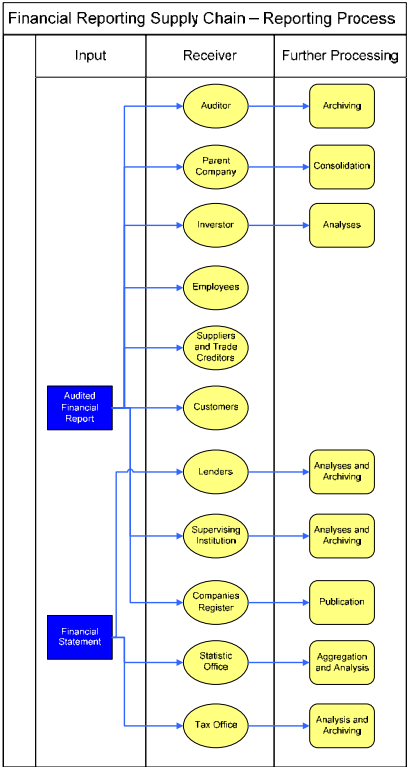 Financial Reporting Supply Chain – Reporting Process
Input
Receiver
Further Processing
Auditor
Archiving
Parent
Company
Consolidation
Inverstor
Analyses
Employees
Suppliers
and Trade
Creditors
Audited
Financial
Report
Customers
Lenders
Analyses and
Archiving
Supervising
Institution
Analyses and
Archiving
Companies
Register
Publication
Financial
Statement
Statistic
Office
Aggregation
and Analysis
Tax Office
Analysis and
Archiving